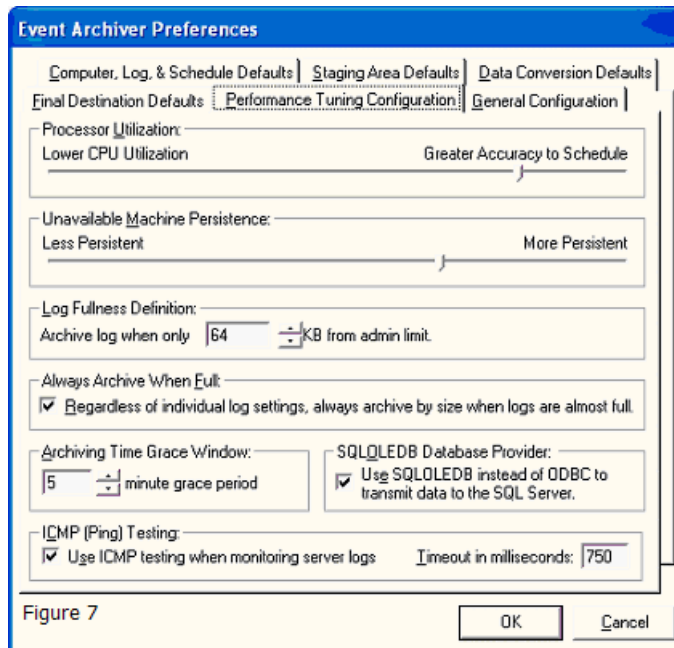 Event Archiver Preferences
Computer, Log, & Schedule Defaults Staging Area Defaults Data Conversion Defaults
Final Destination Defaults Performance Tuning Configuration General Configuration
Processor Utilization:
Lower CPU Utilization Greater Accuracy to Schedule
Unavailable Machine Persistence:
Less Persistent More Persistent
Log Fullness Definition:
Archive log when only 64 KB from admin limit.
Always Archive When Full:
Regardless of individual log settings, always archive by size when logs are almost full.
Archiving Time Grace Window:
5 minute grace period
SQLOLEDB Database Provider:
Use SQLOLEDB instead of ODBC to
transmit data to the SQL Server.
ICMP (Ping) Testing:
Use ICMP testing when monitoring server logs Timeout in milliseconds: 750
Figure 7
OK Cancel